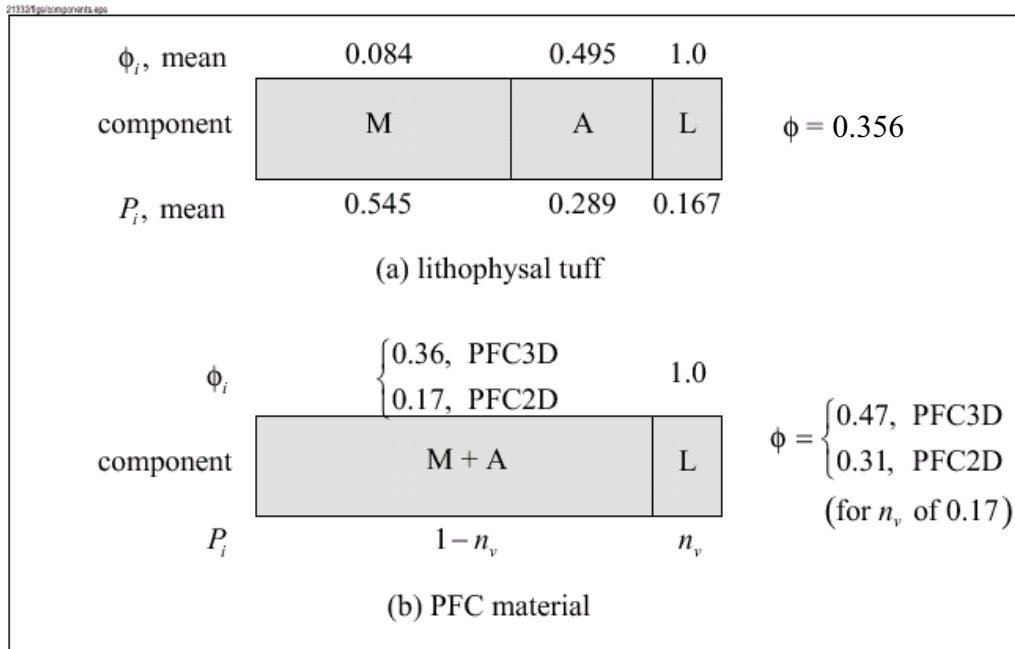 21332/figs/components.eps
ϕi, mean 0.084 0.495 1.0
component M A L ϕ = 0.356
Pi, mean 0.545 0.289 0.167
(a) lithophysal tuff
0.36, PFC3D
ϕi 1.0
0.17, PFC2D
0.47, PFC3D
ϕ =
component M + A L 0.31, PFC2D
(for nv of 0.17)
Pi 1 − nv nv
(b) PFC material